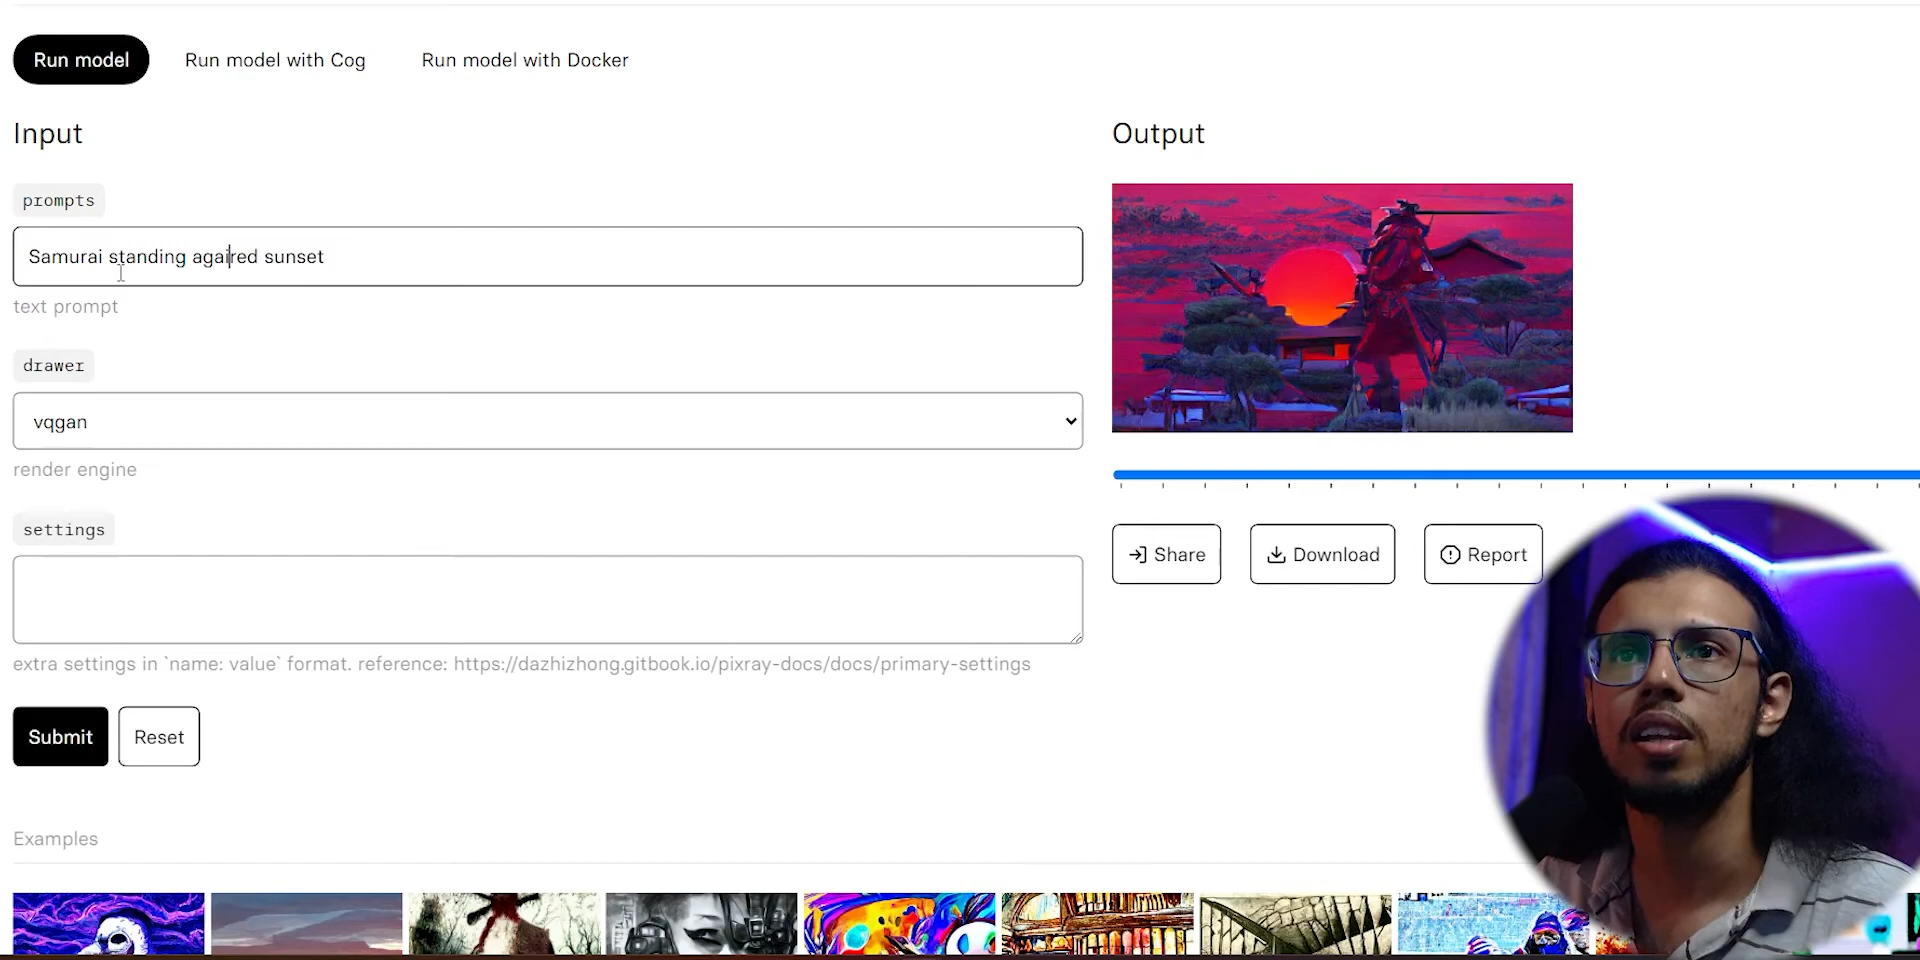 Run model Run model with Cog Run model with Docker
Input
prompts
Samurai standing agaired sunset
text prompt
drawer
vqgan
render engine
settings
extra settings in `name: value` format. reference: https://dazhizhong.gitbook.io/pixray-docs/docs/primary-settings
Submit Reset
Examples
Output
Share Download Report